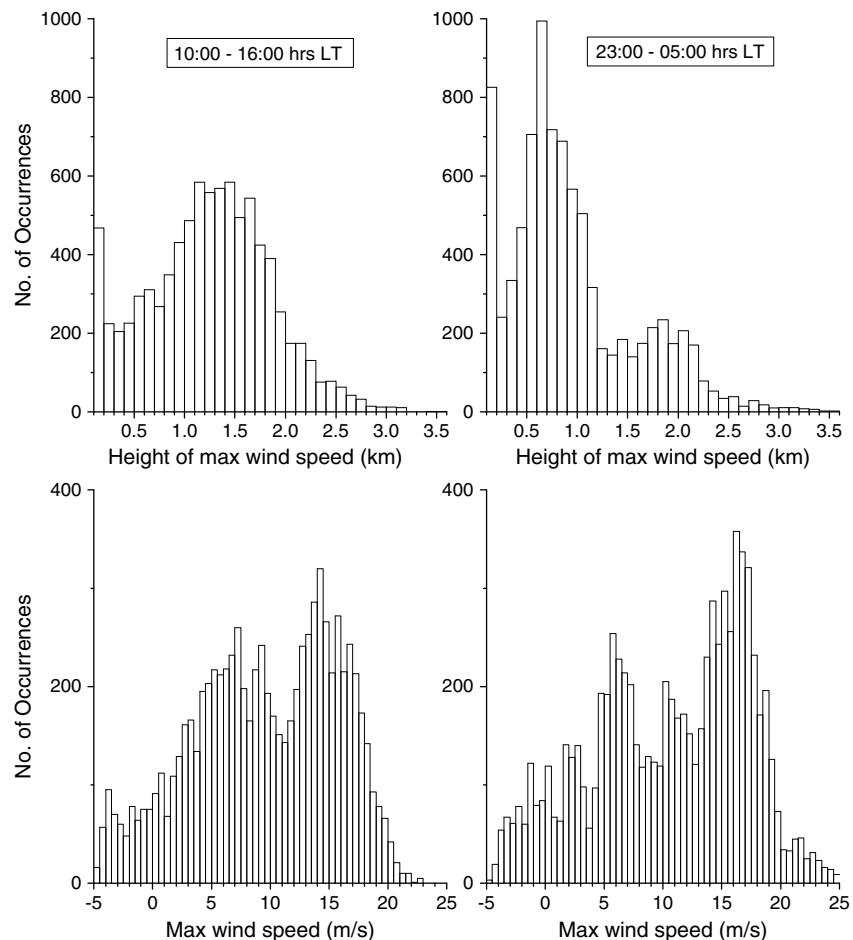 10:00 - 16:00 hrs LT
23:00 - 05:00 hrs LT
No. of Occurrences
1000
800
600
400
200
0
0.5 1.0 1.5 2.0 2.5 3.0 3.5
Height of max wind speed (km)
1000
800
600
400
200
0
0.5 1.0 1.5 2.0 2.5 3.0 3.5
Height of max wind speed (km)
No. of Occurrences
400
200
0
-5 0 5 10 15 20 25
Max wind speed (m/s)
400
200
0
-5 0 5 10 15 20 25
Max wind speed (m/s)